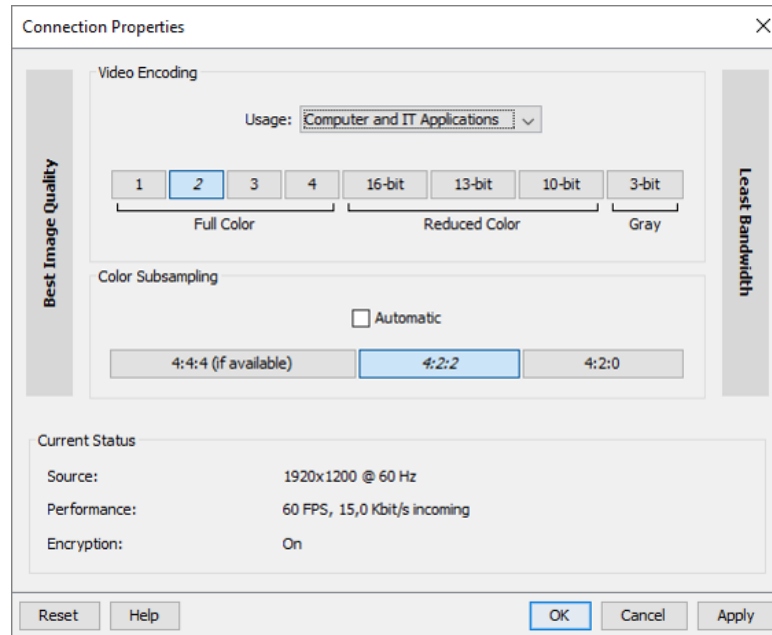 Connection Properties
Video Encoding
Usage: Computer and IT Applications
1 2 3 4 16-bit 13-bit 10-bit 3-bit
Full Color Reduced Color Gray
Best Image Quality
Least Bandwidth
Color Subsampling
Automatic
4:4:4 (if available) 4:2:2 4:2:0
Current Status
Source: 1920x1200 @ 60 Hz
Performance: 60 FPS, 15,0 Kbit/s incoming
Encryption: On
Reset Help OK Cancel Apply